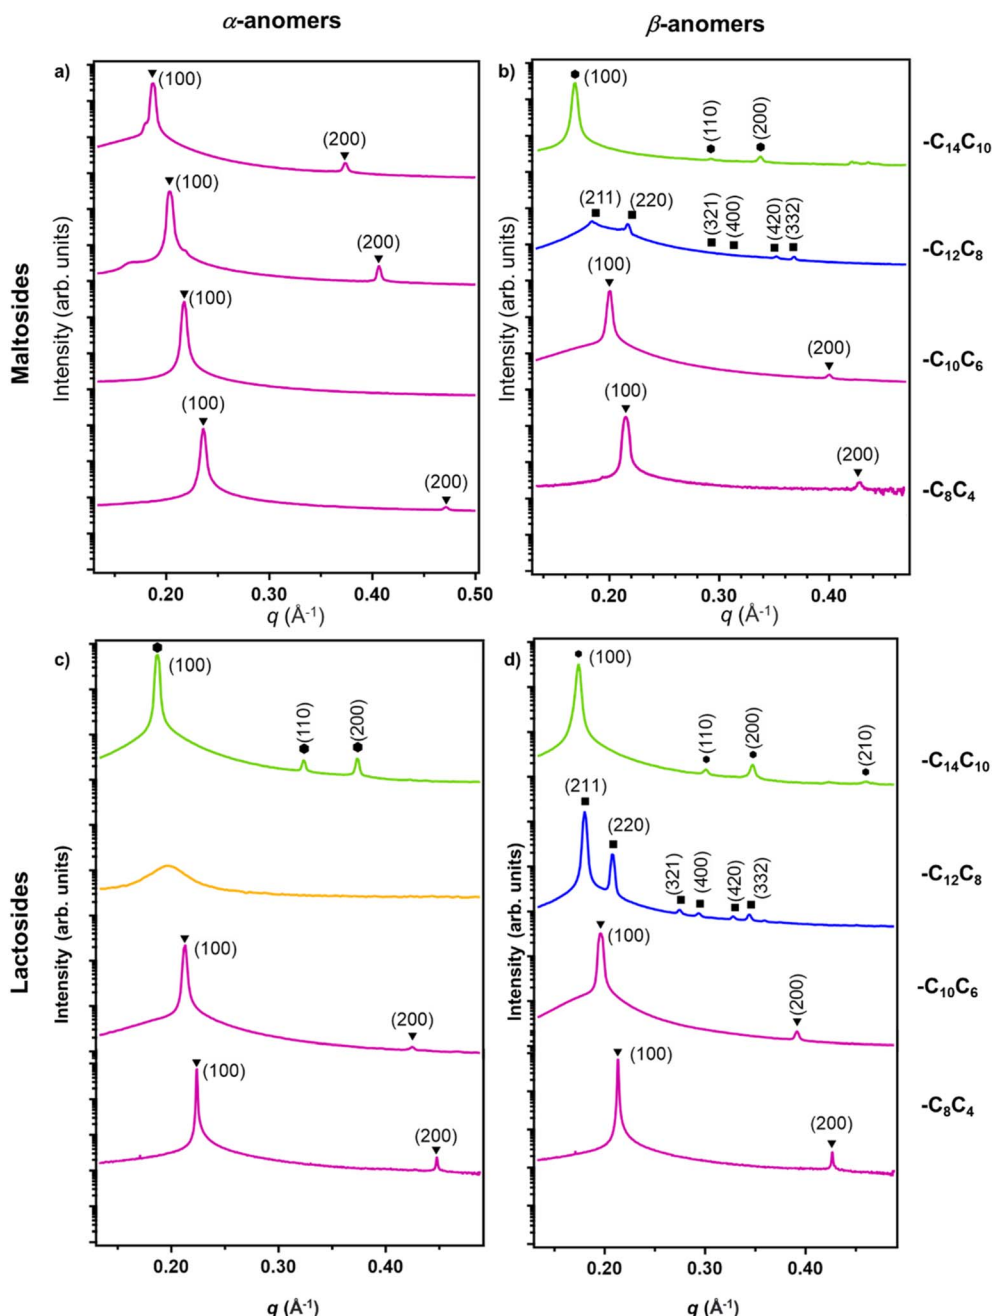 α-anomers
β-anomers
Maltosides
a)
Intensity (arb. units)
(100)
(200)
(100)
(200)
(100)
(100)
(200)
0.20
0.30
0.40
0.50
q (Å⁻¹)
b)
Intensity (arb. units)
(100)
(110)
(200)
(211)
(220)
(321)
(400)
(420)
(332)
(100)
(200)
(100)
(200)
0.20
0.30
0.40
q (Å⁻¹)
-C₁₄C₁₀
-C₁₂C₈
-C₁₀C₆
-C₈C₄
Lactosides
c)
Intensity (arb. units)
(100)
(110)
(200)
(100)
(200)
(100)
(200)
0.20
0.30
0.40
q (Å⁻¹)
d)
Intensity (arb. units)
(100)
(110)
(200)
(210)
(211)
(220)
(321)
(400)
(420)
(332)
(100)
(200)
(100)
(200)
0.20
0.30
0.40
q (Å⁻¹)
-C₁₄C₁₀
-C₁₂C₈
-C₁₀C₆
-C₈C₄